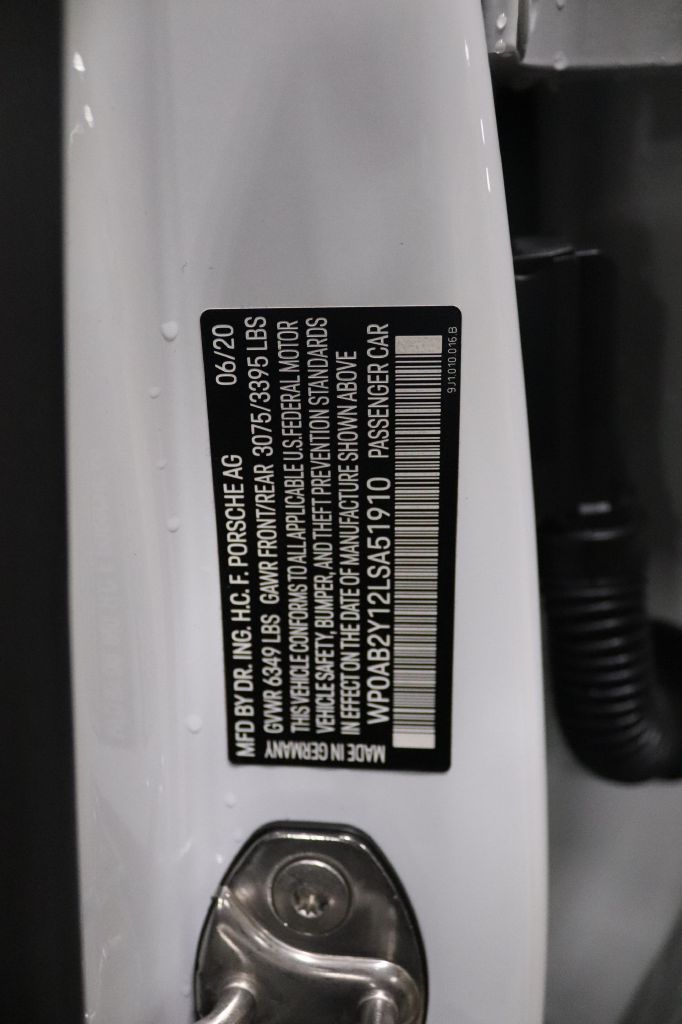 MFD BY DR. ING. H.C. F. PORSCHE AG 06/20
GVWR 6349 LBS GAWR FRONT/REAR 3075/3395 LBS
THIS VEHICLE CONFORMS TO ALL APPLICABLE U.S.FEDERAL MOTOR
VEHICLE SAFETY, BUMPER, AND THEFT PREVENTION STANDARDS
IN EFFECT ON THE DATE OF MANUFACTURE SHOWN ABOVE
WP0AB2Y12LSA51910 PASSENGER CAR
MADE IN GERMANY
9J1.010.016.B